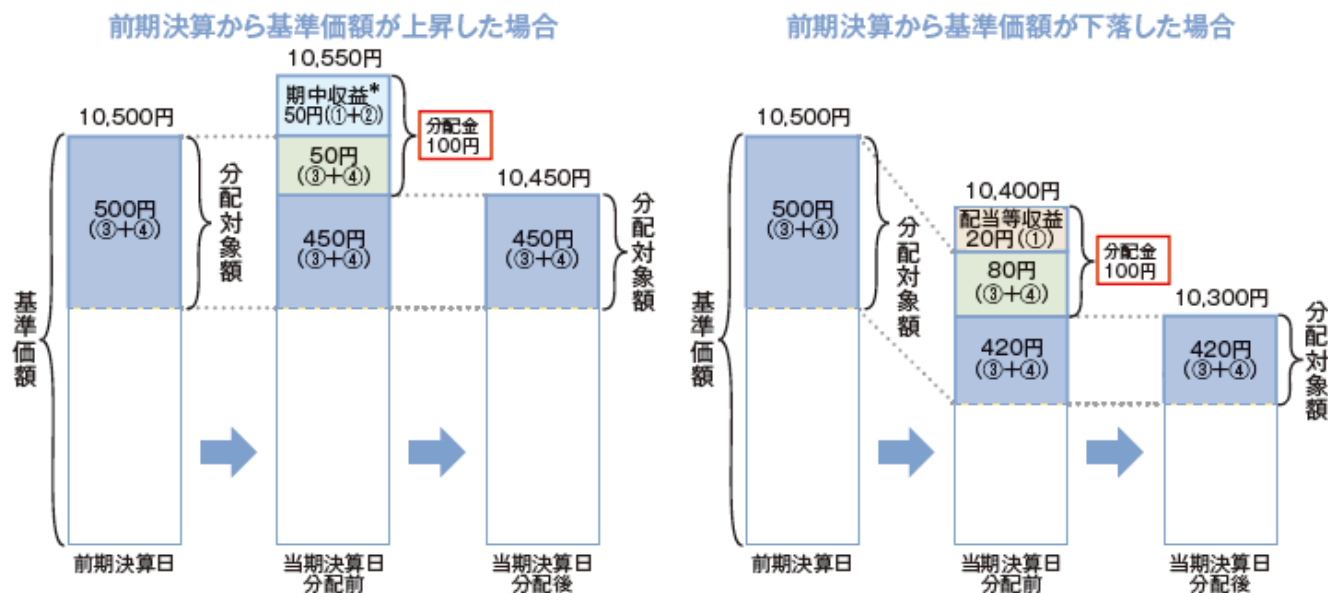 前期決算から基準価額が上昇した場合
10,550円
10,500円
期中収益*
50円(①+②)
分配金
100円
50円
(③+④)
10,450円
500円
(③+④)
分配対象額
450円
(③+④)
450円
(③+④)
分配対象額
基準価額
前期決算日
当期決算日
分配前
当期決算日
分配後
前期決算から基準価額が下落した場合
10,500円
10,400円
500円
(③+④)
分配対象額
配当等収益
20円(①)
分配金
100円
80円
(③+④)
10,300円
420円
(③+④)
420円
(③+④)
分配対象額
基準価額
前期決算日
当期決算日
分配前
当期決算日
分配後